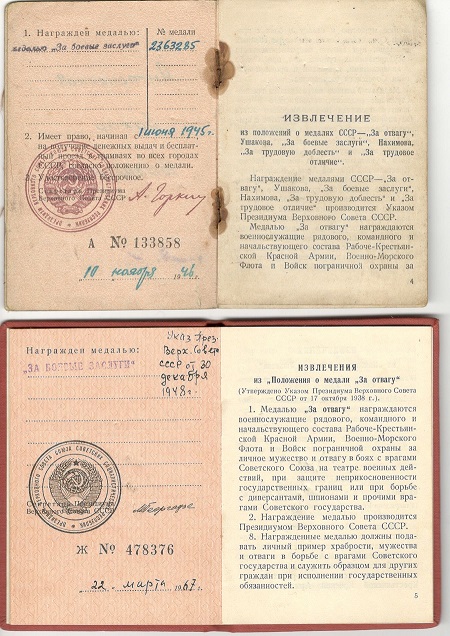 1. Награжден медалью:
№ медали
медалью „За боевые заслуги"
2363285
2. Имеет право, начиная с 1 июня 1945 г.
на получение денежных выдач и бесплат-
ный проезд трамваями во всех городах
СССР, согласно положению о медали.
3. Удостоверение бессрочное.
Секретарь Президиума
Верховного Совета СССР
А. Горкин
А № 133858
10 ноября 1946 г.
ИЗВЛЕЧЕНИЕ
из положений о медалях СССР—„За отвагу",
Ушакова, „За боевые заслуги", Нахимова,
„За трудовую доблесть" и „За трудовое
отличие".
Награждение медалями СССР—„За от-
вагу", Ушакова, „За боевые заслуги",
Нахимова, „За трудовую доблесть" и „За
трудовое отличие" производится Указом
Президиума Верховного Совета СССР.
Медалью „За отвагу" награждаются
военнослужащие рядового, командного и
начальствующего состава Рабоче-Крестьян-
ской Красной Армии, Военно-Морского
Флота и Войск пограничной охраны за
4
Награжден медалью:
„ЗА БОЕВЫЕ ЗАСЛУГИ"
Указ През.
Верх. Совета
СССР от 30
декабря
1948 г.
Секретарь Президиума
Верховного Совета СССР
Ж № 478376
22 марта 1967 г.
ИЗВЛЕЧЕНИЯ
из „Положения о медали „За отвагу"
(Утверждено Указом Президиума Верховного Совета
СССР от 17 октября 1938 г.).
1. Медалью „За отвагу" награждаются
военнослужащие рядового, командного и
начальствующего состава Рабоче-Крестьян-
ской Красной Армии, Военно-Морского
Флота и Войск пограничной охраны за
личное мужество и отвагу в боях с врагами
Советского Союза на театре военных дей-
ствий, при защите неприкосновенности
государственных границ или при борьбе
с диверсантами, шпионами и прочими вра-
гами Советского государства.
2. Награждение медалью производится
Президиумом Верховного Совета СССР.
8. Награжденные медалью должны пода-
вать личный пример храбрости, мужества
и отваги в борьбе с врагами Советского
государства и служить образцом для других
граждан при исполнении государственных
обязанностей.
5